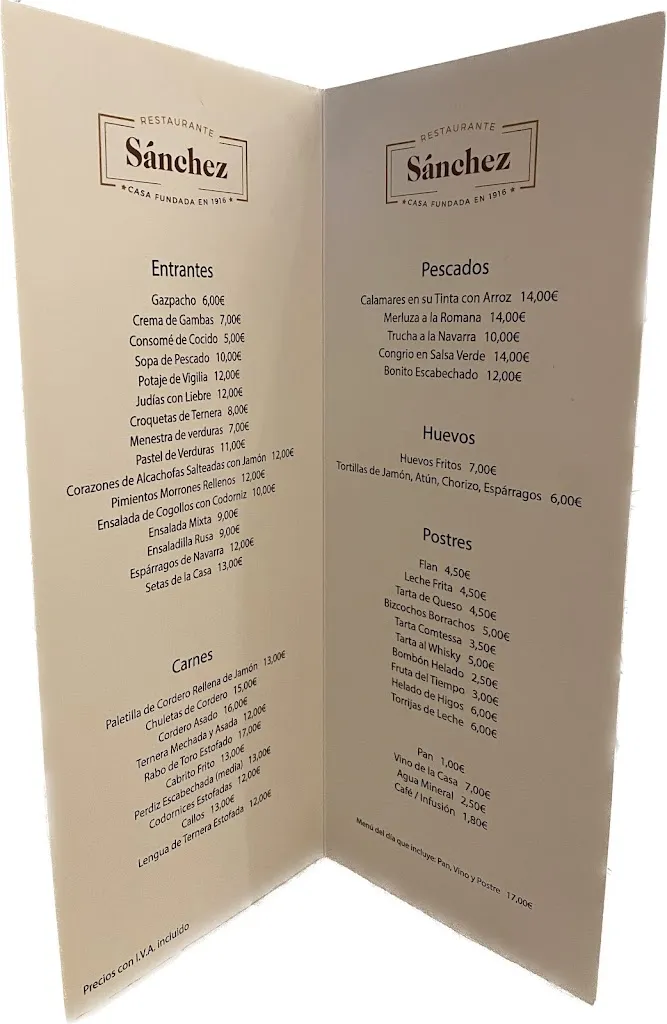 RESTAURANTE
Sánchez
★ CASA FUNDADA EN 1916 ★
Entrantes
Gazpacho 6,00€
Crema de Gambas 7,00€
Consomé de Cocido 5,00€
Sopa de Pescado 10,00€
Potaje de Vigilia 12,00€
Judías con Liebre 12,00€
Croquetas de Ternera 8,00€
Menestra de verduras 7,00€
Pastel de Verduras 11,00€
Corazones de Alcachofas Salteadas con Jamón 12,00€
Pimientos Morrones Rellenos 12,00€
Ensalada de Cogollos con Codorniz 10,00€
Ensalada Mixta 9,00€
Ensaladilla Rusa 9,00€
Espárragos de Navarra 12,00€
Setas de la Casa 13,00€
Carnes
Paletilla de Cordero Rellena de Jamón 13,00€
Chuletas de Cordero 15,00€
Cordero Asado 16,00€
Ternera Mechada y Asada 12,00€
Rabo de Toro Estofado 17,00€
Cabrito Frito 13,00€
Perdiz Escabechada (media) 13,00€
Codornices Estofadas 12,00€
Callos 13,00€
Lengua de Ternera Estofada 12,00€
Precios con I.V.A. incluido
RESTAURANTE
Sánchez
★ CASA FUNDADA EN 1916 ★
Pescados
Calamares en su Tinta con Arroz 14,00€
Merluza a la Romana 14,00€
Trucha a la Navarra 10,00€
Congrio en Salsa Verde 14,00€
Bonito Escabechado 12,00€
Huevos
Huevos Fritos 7,00€
Tortillas de Jamón, Atún, Chorizo, Espárragos 6,00€
Postres
Flan 4,50€
Leche Frita 4,50€
Tarta de Queso 4,50€
Bizcochos Borrachos 5,00€
Tarta Comtessa 3,50€
Tarta al Whisky 5,00€
Bombón Helado 2,50€
Fruta del Tiempo 3,00€
Helado de Higos 6,00€
Torrijas de Leche 6,00€
Pan 1,00€
Vino de la Casa 7,00€
Agua Mineral 2,50€
Café / Infusión 1,80€
Menú del día que incluye: Pan, Vino y Postre 17,00€